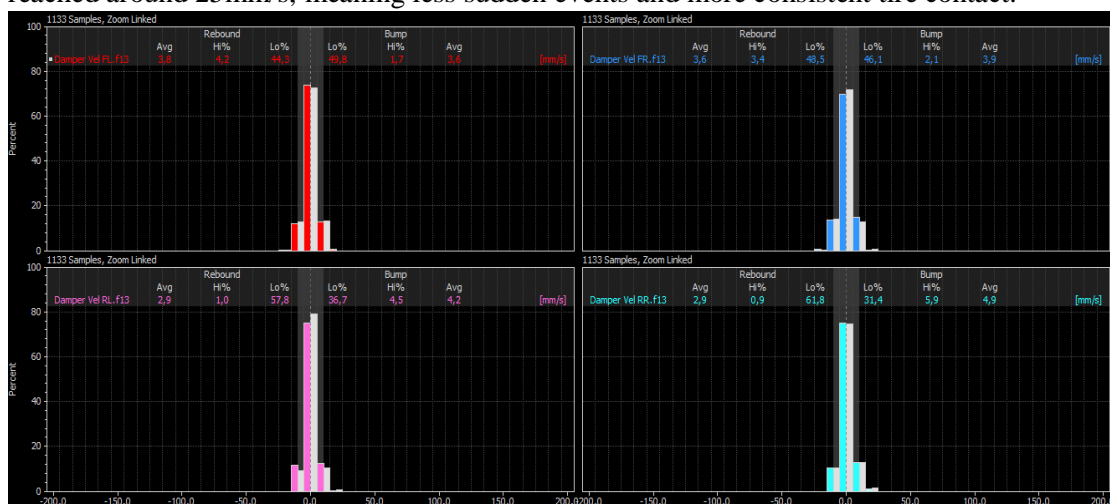 reached around 25mm/s, meaning less sudden events and more consistent tire contact.
1133 Samples, Zoom Linked
Rebound Bump
Avg Hi% Lo% Lo% Hi% Avg
Damper Vel FL.f13 3,8 4,2 44,3 49,8 1,7 3,6 [mm/s]
1133 Samples, Zoom Linked
Rebound Bump
Avg Hi% Lo% Lo% Hi% Avg
Damper Vel FR.f13 3,6 3,4 48,5 46,1 2,1 3,9 [mm/s]
100
80
60
40
20
0
Percent
1133 Samples, Zoom Linked
Rebound Bump
Avg Hi% Lo% Lo% Hi% Avg
Damper Vel RL.f13 2,9 1,0 57,8 36,7 4,5 4,2 [mm/s]
1133 Samples, Zoom Linked
Rebound Bump
Avg Hi% Lo% Lo% Hi% Avg
Damper Vel RR.f13 2,9 0,9 61,8 31,4 5,9 4,9 [mm/s]
100
80
60
40
20
0
Percent
-200,0 -150,0 -100,0 -50,0 0,0 50,0 100,0 150,0 -150,0 -100,0 -50,0 0,0 50,0 100,0 150,0 200